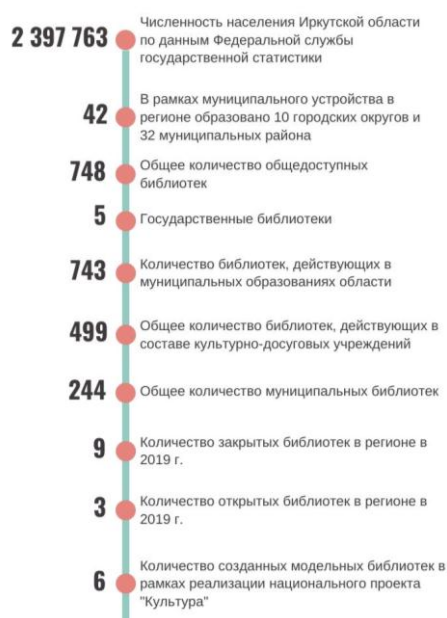 2 397 763
Численность населения Иркутской области
по данным Федеральной службы
государственной статистики
42
В рамках муниципального устройства в
регионе образовано 10 городских округов и
32 муниципальных района
748
Общее количество общедоступных
библиотек
5
Государственные библиотеки
743
Количество библиотек, действующих в
муниципальных образованиях области
499
Общее количество библиотек, действующих в
составе культурно-досуговых учреждений
244
Общее количество муниципальных библиотек
9
Количество закрытых библиотек в регионе в
2019 г.
3
Количество открытых библиотек в регионе в
2019 г.
6
Количество созданных модельных библиотек в
рамках реализации национального проекта
"Культура"